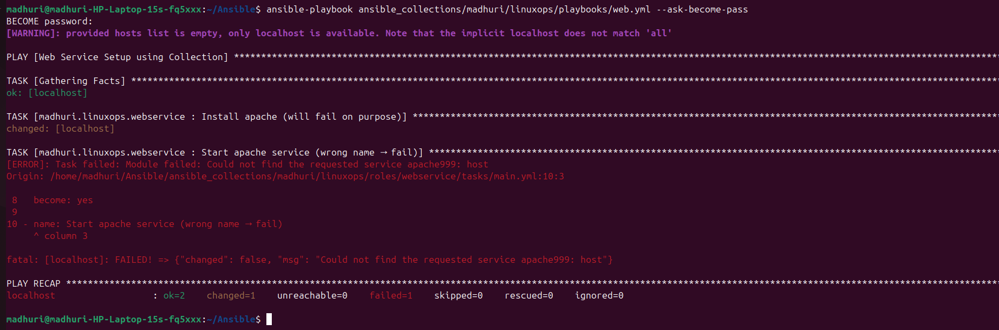 madhuri@madhuri-HP-Laptop-15s-fq5xxx:~/Ansible$ ansible-playbook ansible_collections/madhuri/linuxops/playbooks/web.yml --ask-become-pass
BECOME password:
[WARNING]: provided hosts list is empty, only localhost is available. Note that the implicit localhost does not match 'all'
PLAY [Web Service Setup using Collection] *********************************************************************************************************************************************
TASK [Gathering Facts] ****************************************************************************************************************************************************************
ok: [localhost]
TASK [madhuri.linuxops.webservice : Install apache (will fail on purpose)] ************************************************************************************************************
changed: [localhost]
TASK [madhuri.linuxops.webservice : Start apache service (wrong name → fail)] *********************************************************************************************************
[ERROR]: Task failed: Module failed: Could not find the requested service apache999: host
Origin: /home/madhuri/Ansible/ansible_collections/madhuri/linuxops/roles/webservice/tasks/main.yml:10:3
8   become: yes
9
10 - name: Start apache service (wrong name → fail)
^ column 3
fatal: [localhost]: FAILED! => {"changed": false, "msg": "Could not find the requested service apache999: host"}
PLAY RECAP ****************************************************************************************************************************************************************************
localhost                  : ok=2    changed=1    unreachable=0    failed=1    skipped=0    rescued=0    ignored=0
madhuri@madhuri-HP-Laptop-15s-fq5xxx:~/Ansible$